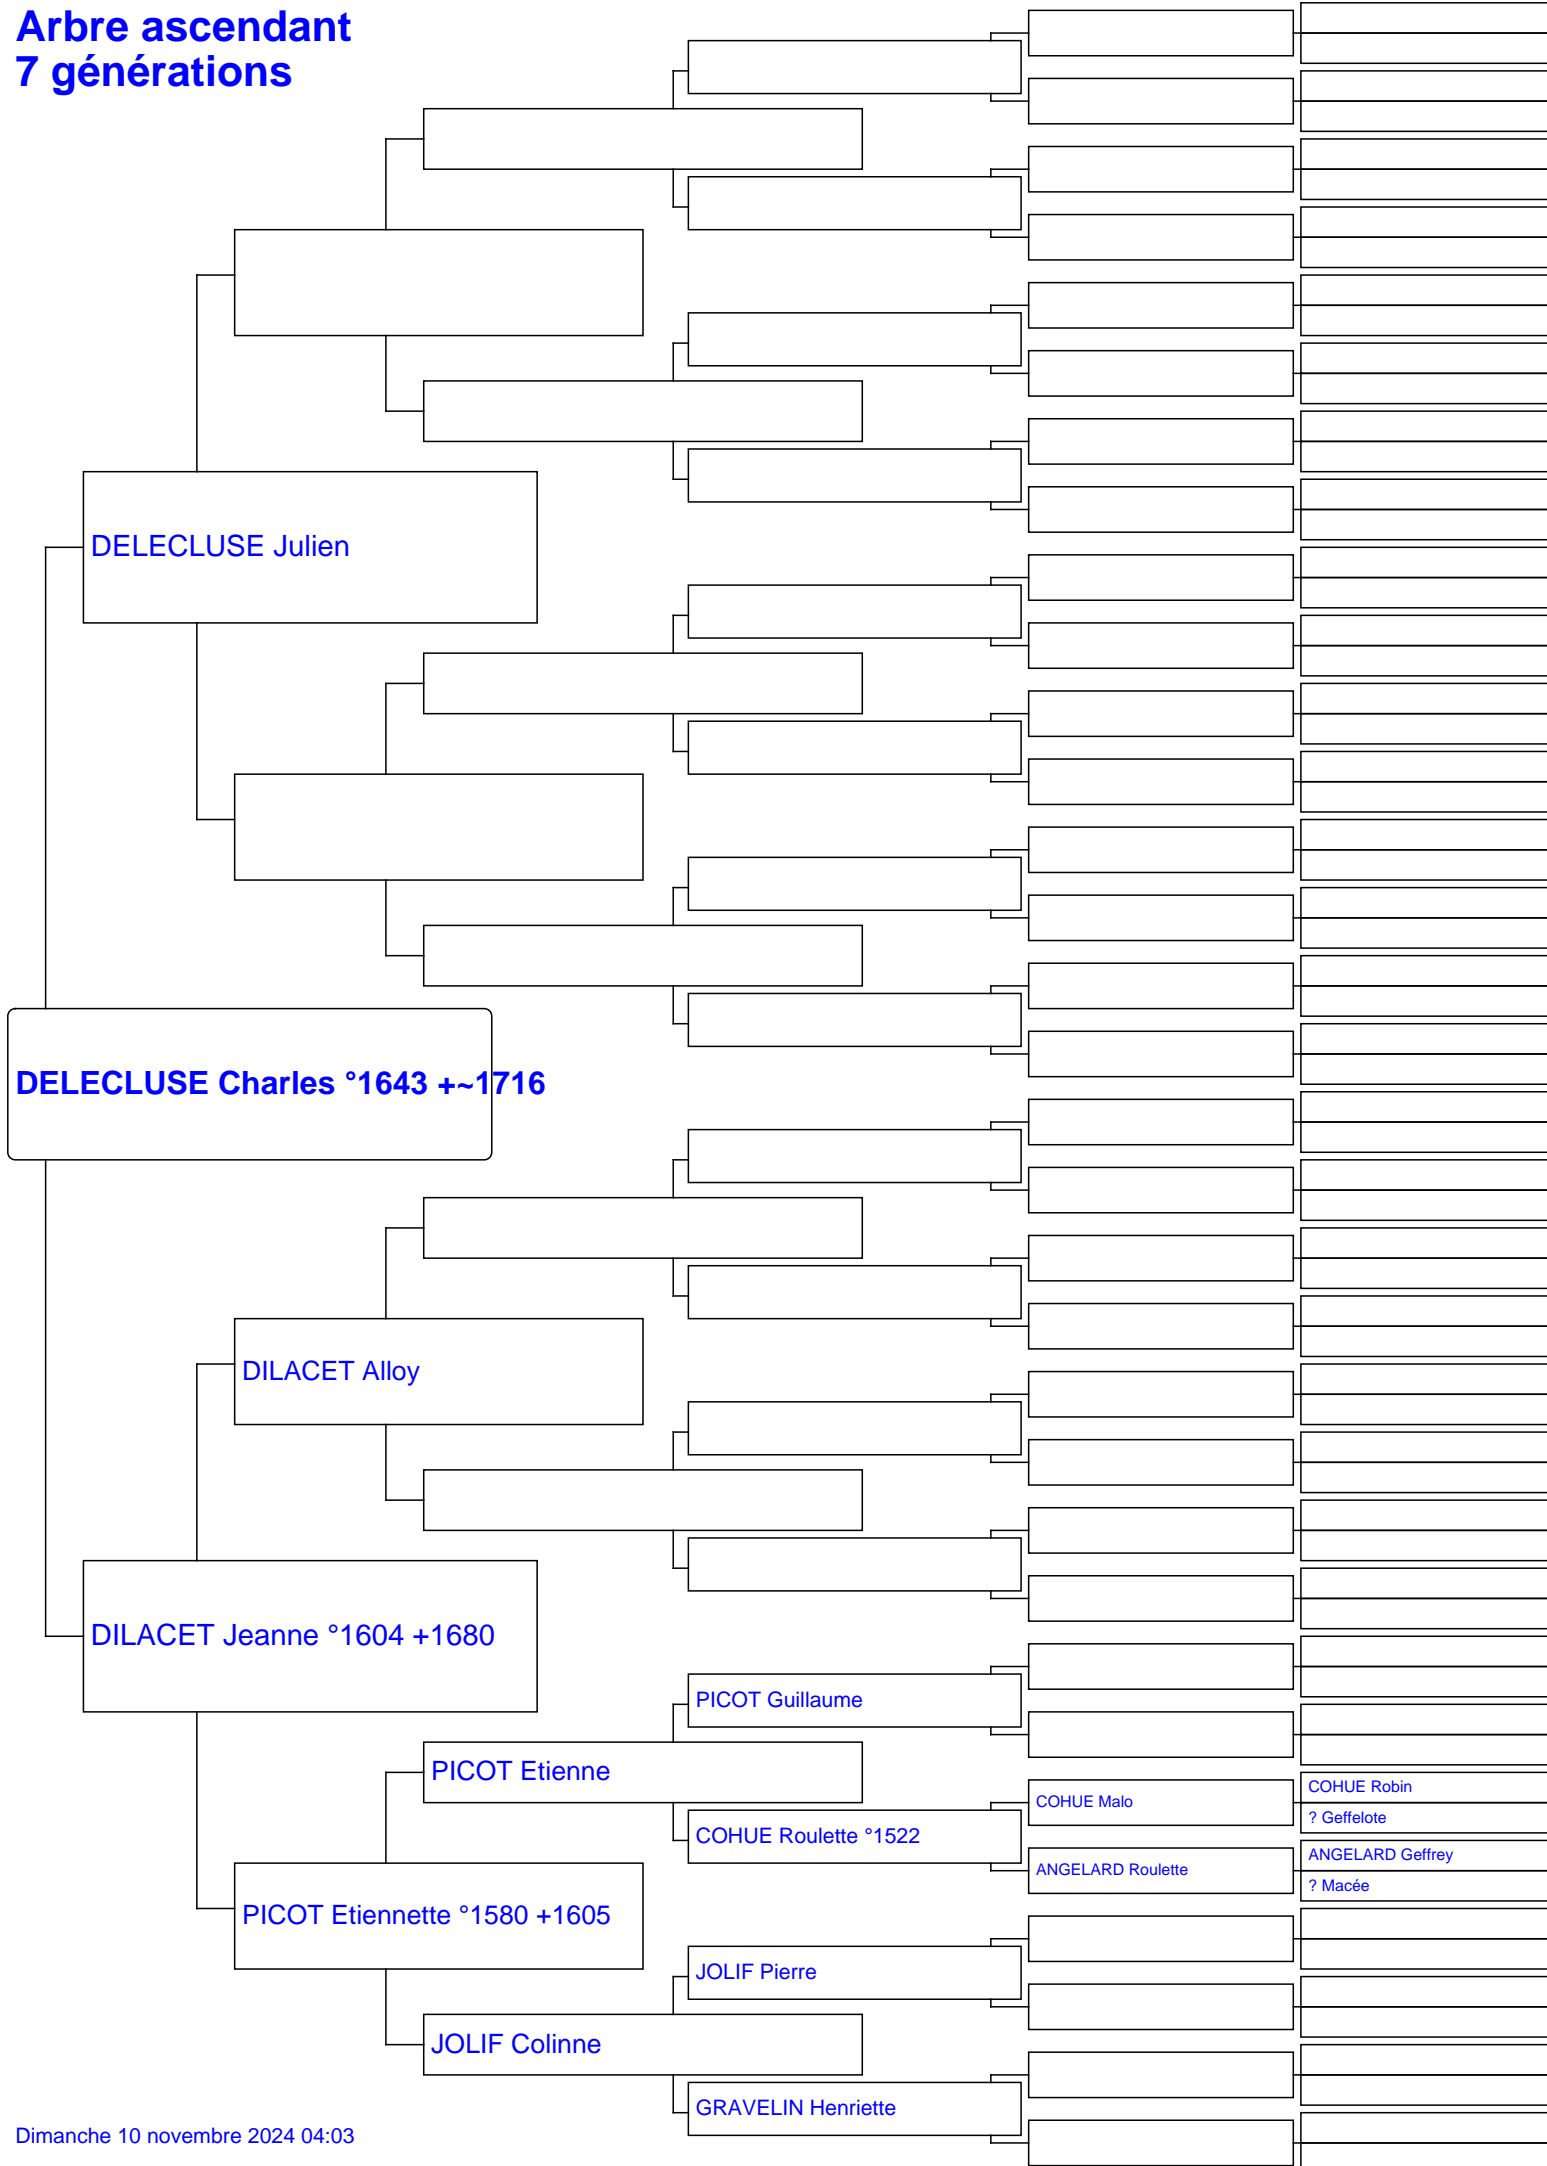 Arbre ascendant
7 générations
DELECLUSE Julien
DELECLUSE Charles °1643 +~1716
DILACET Alloy
DILACET Jeanne °1604 +1680
PICOT Guillaume
PICOT Etienne
COHUE Malo
COHUE Robin
? Geffelote
COHUE Roulette °1522
ANGELARD Roulette
ANGELARD Geffrey
? Macée
PICOT Etiennette °1580 +1605
JOLIF Pierre
JOLIF Colinne
GRAVELIN Henriette
Dimanche 10 novembre 2024 04:03